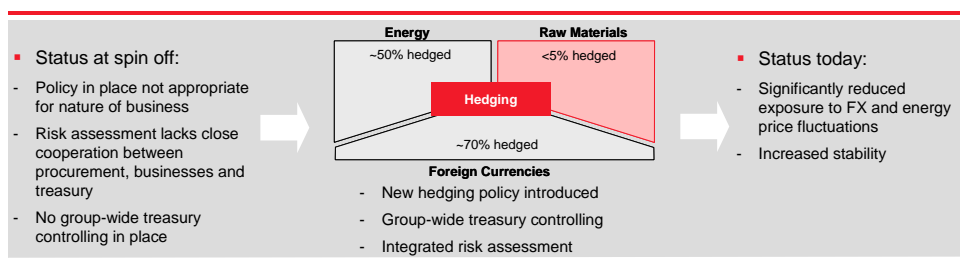 ▪ Status at spin off:
- Policy in place not appropriate
for nature of business
- Risk assessment lacks close
cooperation between
procurement, businesses and
treasury
- No group-wide treasury
controlling in place
Energy
Raw Materials
~50% hedged
<5% hedged
Hedging
~70% hedged
Foreign Currencies
- New hedging policy introduced
- Group-wide treasury controlling
- Integrated risk assessment
▪ Status today:
- Significantly reduced
exposure to FX and energy
price fluctuations
- Increased stability